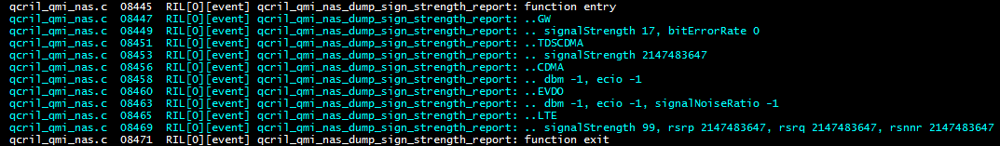 qcril_qmi_nas.c 08445 RIL[0][event] qcril_qmi_nas_dump_sign_strength_report: function entry
qcril_qmi_nas.c 08447 RIL[0][event] qcril_qmi_nas_dump_sign_strength_report: ..GW
qcril_qmi_nas.c 08449 RIL[0][event] qcril_qmi_nas_dump_sign_strength_report: .. signalStrength 17, bitErrorRate 0
qcril_qmi_nas.c 08451 RIL[0][event] qcril_qmi_nas_dump_sign_strength_report: ..TDSCDMA
qcril_qmi_nas.c 08453 RIL[0][event] qcril_qmi_nas_dump_sign_strength_report: .. signalStrength 2147483647
qcril_qmi_nas.c 08456 RIL[0][event] qcril_qmi_nas_dump_sign_strength_report: ..CDMA
qcril_qmi_nas.c 08458 RIL[0][event] qcril_qmi_nas_dump_sign_strength_report: .. dbm -1, ecio -1
qcril_qmi_nas.c 08460 RIL[0][event] qcril_qmi_nas_dump_sign_strength_report: ..EVDO
qcril_qmi_nas.c 08463 RIL[0][event] qcril_qmi_nas_dump_sign_strength_report: .. dbm -1, ecio -1, signalNoiseRatio -1
qcril_qmi_nas.c 08465 RIL[0][event] qcril_qmi_nas_dump_sign_strength_report: ..LTE
qcril_qmi_nas.c 08469 RIL[0][event] qcril_qmi_nas_dump_sign_strength_report: .. signalStrength 99, rsrp 2147483647, rsrq 2147483647, rsnnr 2147483647
qcril_qmi_nas.c 08471 RIL[0][event] qcril_qmi_nas_dump_sign_strength_report: function exit